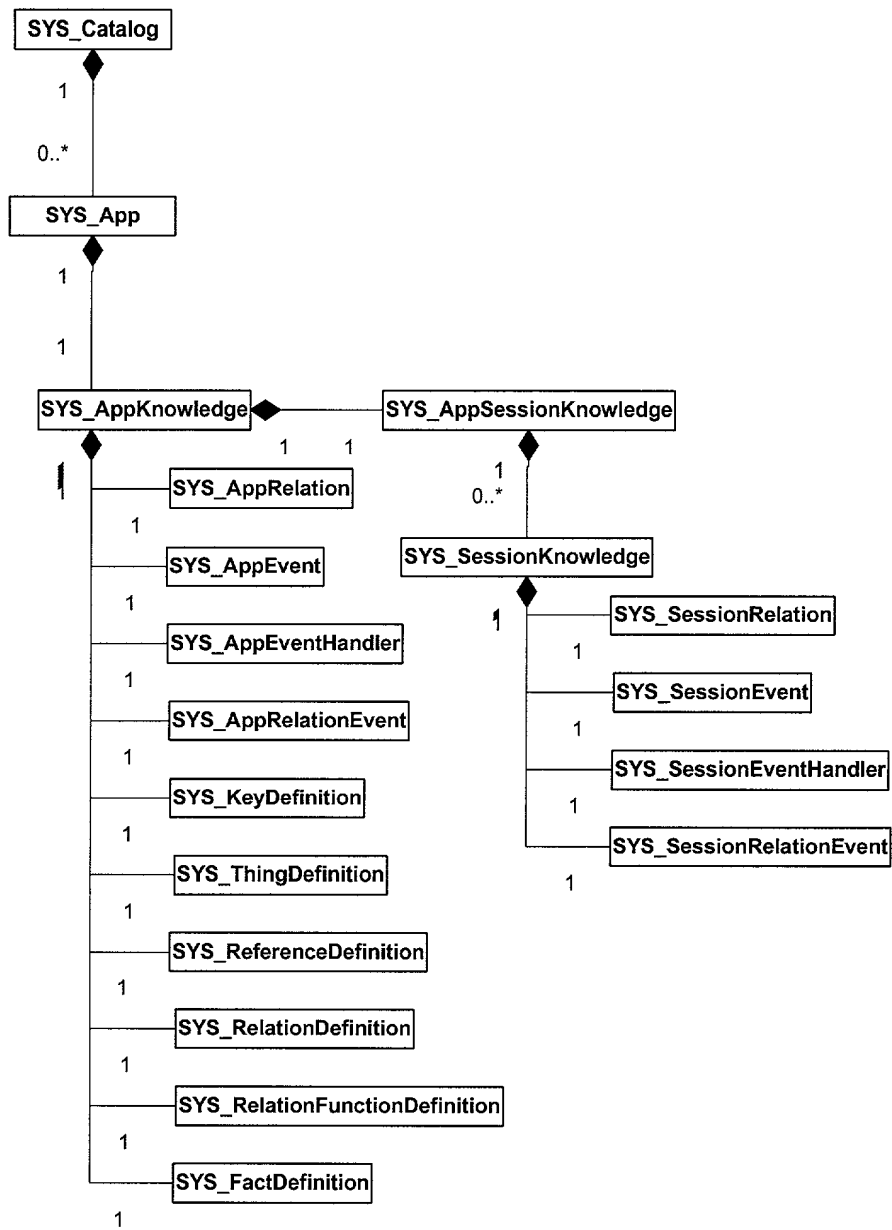 SYS_Catalog
1
0..*
SYS_App
1
1
SYS_AppKnowledge
SYS_AppSessionKnowledge
1 1
1
1
0..*
SYS_AppRelation
1
SYS_SessionKnowledge
SYS_AppEvent
1
1
SYS_SessionRelation
SYS_AppEventHandler
1
1
SYS_SessionEvent
SYS_AppRelationEvent
1
1
SYS_SessionEventHandler
SYS_KeyDefinition
1
1
SYS_SessionRelationEvent
SYS_ThingDefinition
1
1
SYS_ReferenceDefinition
1
SYS_RelationDefinition
1
SYS_RelationFunctionDefinition
1
SYS_FactDefinition
1